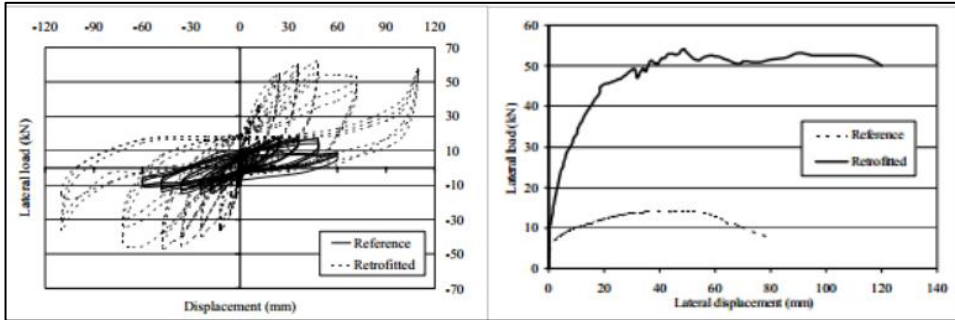 -120 -90 -60 -30 0 30 60 90 120
70
50
30
10
-10
-30
-50
-70
Lateral load (kN)
Reference
Retrofitted
Displacement (mm)
60
50
40
30
20
10
0
Lateral load (kN)
Reference
Retrofitted
0 20 40 60 80 100 120 140
Lateral displacement (mm)